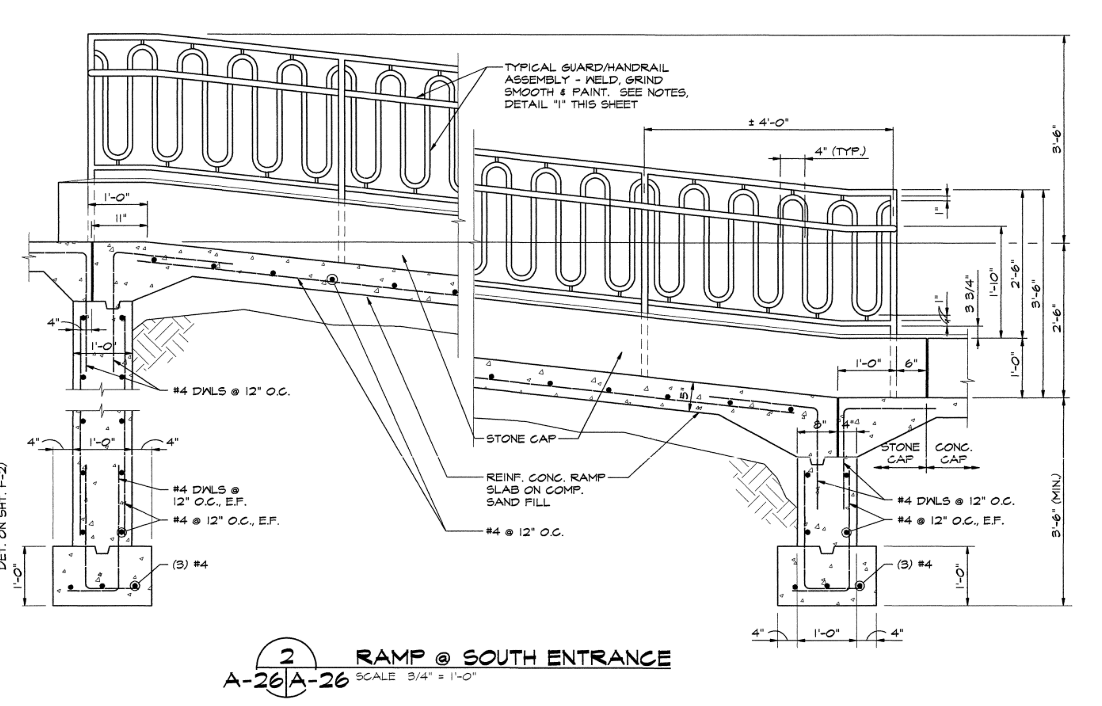 TYPICAL GUARD/HANDRAIL
ASSEMBLY - WELD, GRIND
SMOOTH & PAINT. SEE NOTES,
DETAIL "1" THIS SHEET
± 4'-0"
4" (TYP.)
3'-6"
1'-0"
11"
1"
1"
3 3/4"
1'-10"
2'-6"
3'-6"
2'-6"
4"
1'-0"
1'-0"
6"
1'-0"
#4 DWLS @ 12" O.C.
5"
8"
4"
STONE CAP
STONE
CAP
CONC.
CAP
4"
1'-0"
4"
REINF. CONC. RAMP
SLAB ON COMP.
SAND FILL
#4 DWLS @
12" O.C., E.F.
#4 @ 12" O.C., E.F.
#4 DWLS @ 12" O.C.
#4 @ 12" O.C., E.F.
3'-6" (MIN.)
#4 @ 12" O.C.
DET. ON SHT. F-2)
1'-0"
(3) #4
(3) #4
1'-0"
4"
1'-0"
4"
2
A-26 A-26
RAMP @ SOUTH ENTRANCE
SCALE 3/4" = 1'-0"